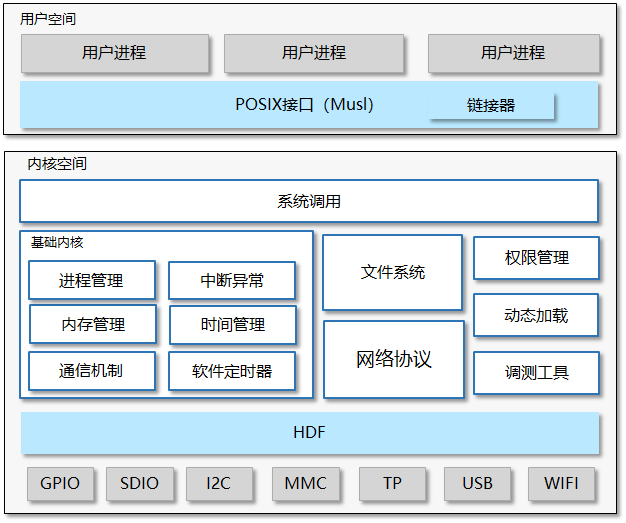 用户空间
用户进程
用户进程
用户进程
POSIX接口（Musl）
链接器
内核空间
系统调用
基础内核
进程管理
中断异常
内存管理
时间管理
通信机制
软件定时器
文件系统
网络协议
权限管理
动态加载
调测工具
HDF
GPIO
SDIO
I2C
MMC
TP
USB
WIFI